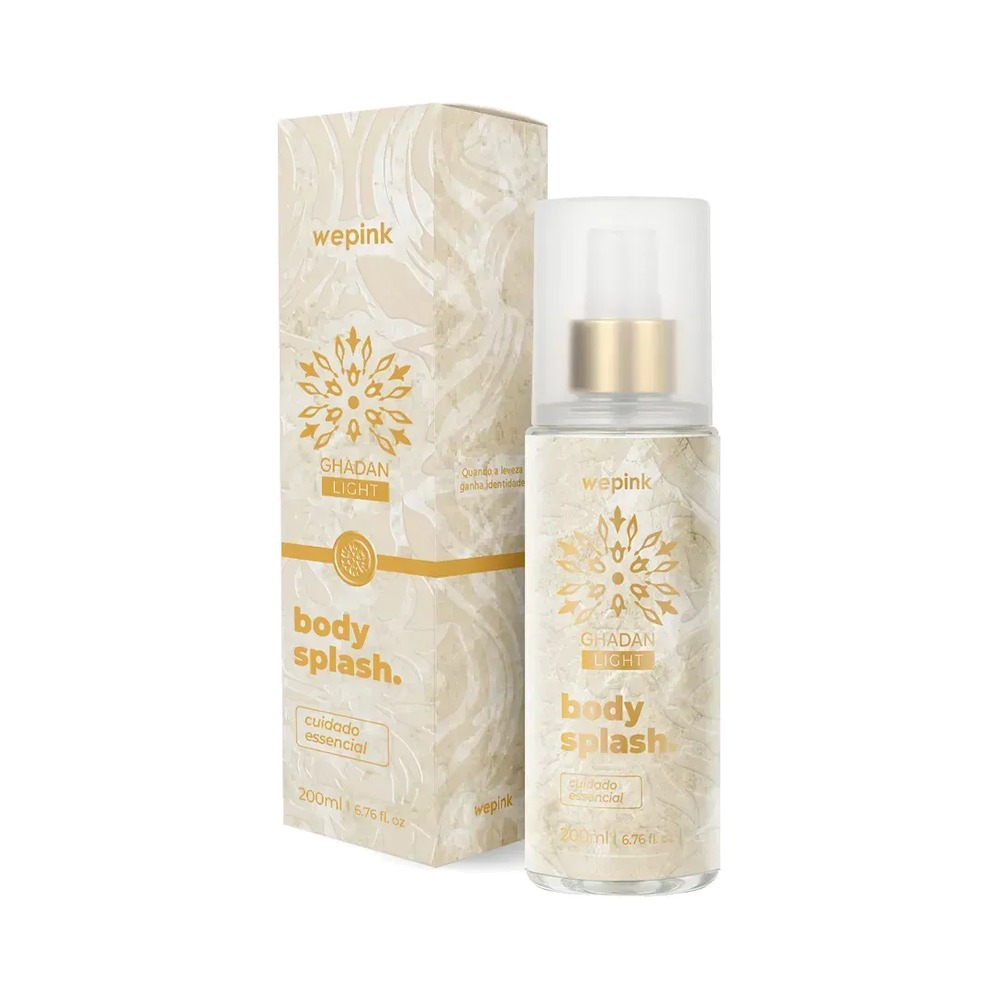 wepink
GHADAN
LIGHT
body
splash.
cuidado
essencial
200ml | 6.76 fl. oz
Quando a leveza
ganha identidade
wepink
wepink
GHADAN
LIGHT
body
splash.
cuidado
essencial
200ml | 6.76 fl. oz